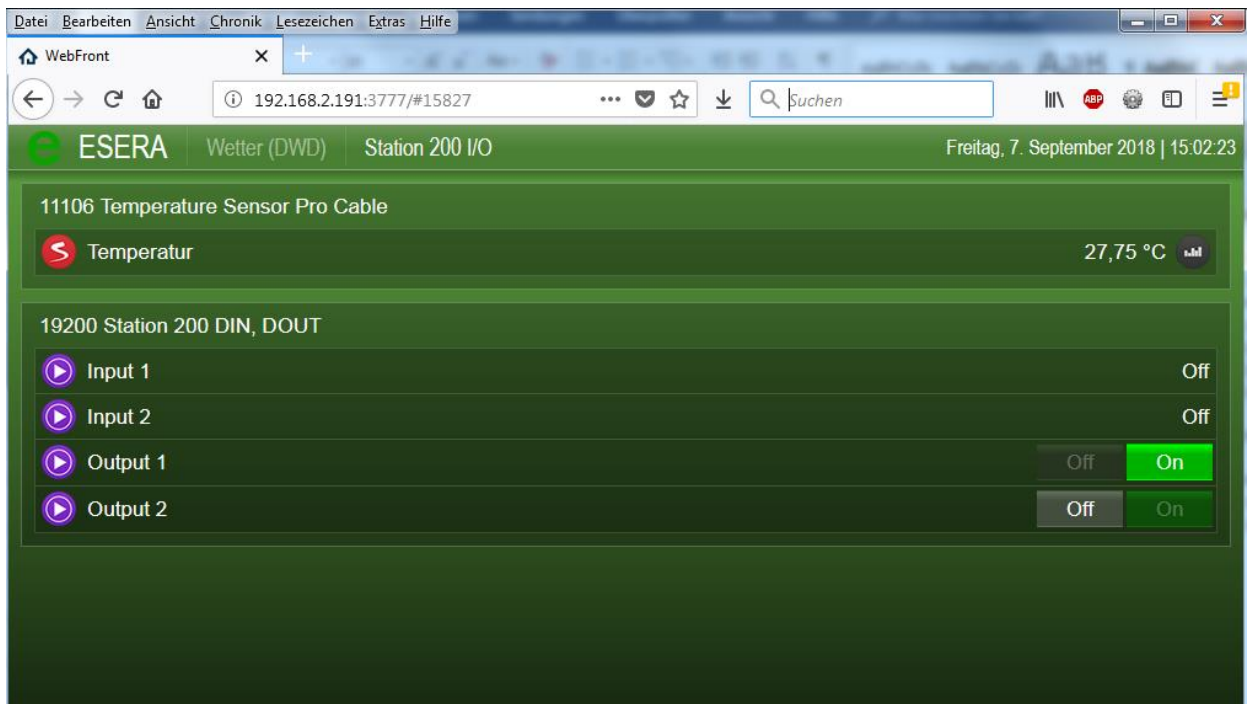 Datei Bearbeiten Ansicht Chronik Lesezeichen Extras Hilfe
WebFront
192.168.2.191:3777/#15827 Suchen ABP
ESERA Wetter (DWD) Station 200 I/O Freitag, 7. September 2018 | 15:02:23
11106 Temperature Sensor Pro Cable
Temperatur 27,75 °C
19200 Station 200 DIN, DOUT
Input 1 Off
Input 2 Off
Output 1 Off On
Output 2 Off On